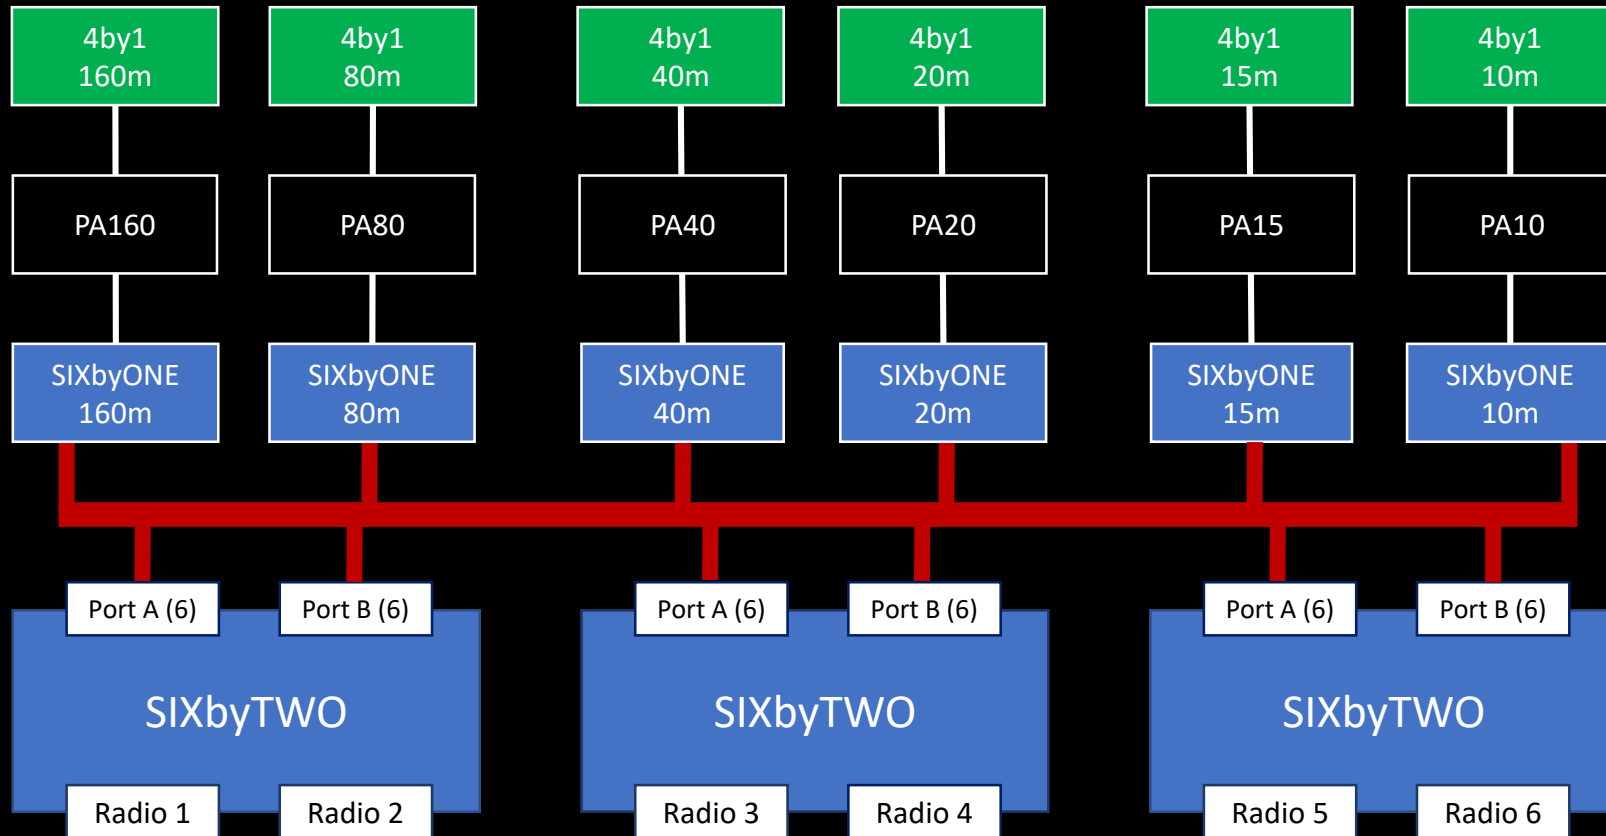 4by1
160m
4by1
80m
4by1
40m
4by1
20m
4by1
15m
4by1
10m
PA160
PA80
PA40
PA20
PA15
PA10
SIXbyONE
160m
SIXbyONE
80m
SIXbyONE
40m
SIXbyONE
20m
SIXbyONE
15m
SIXbyONE
10m
Port A (6)
Port B (6)
Port A (6)
Port B (6)
Port A (6)
Port B (6)
SIXbyTWO
SIXbyTWO
SIXbyTWO
Radio 1
Radio 2
Radio 3
Radio 4
Radio 5
Radio 6